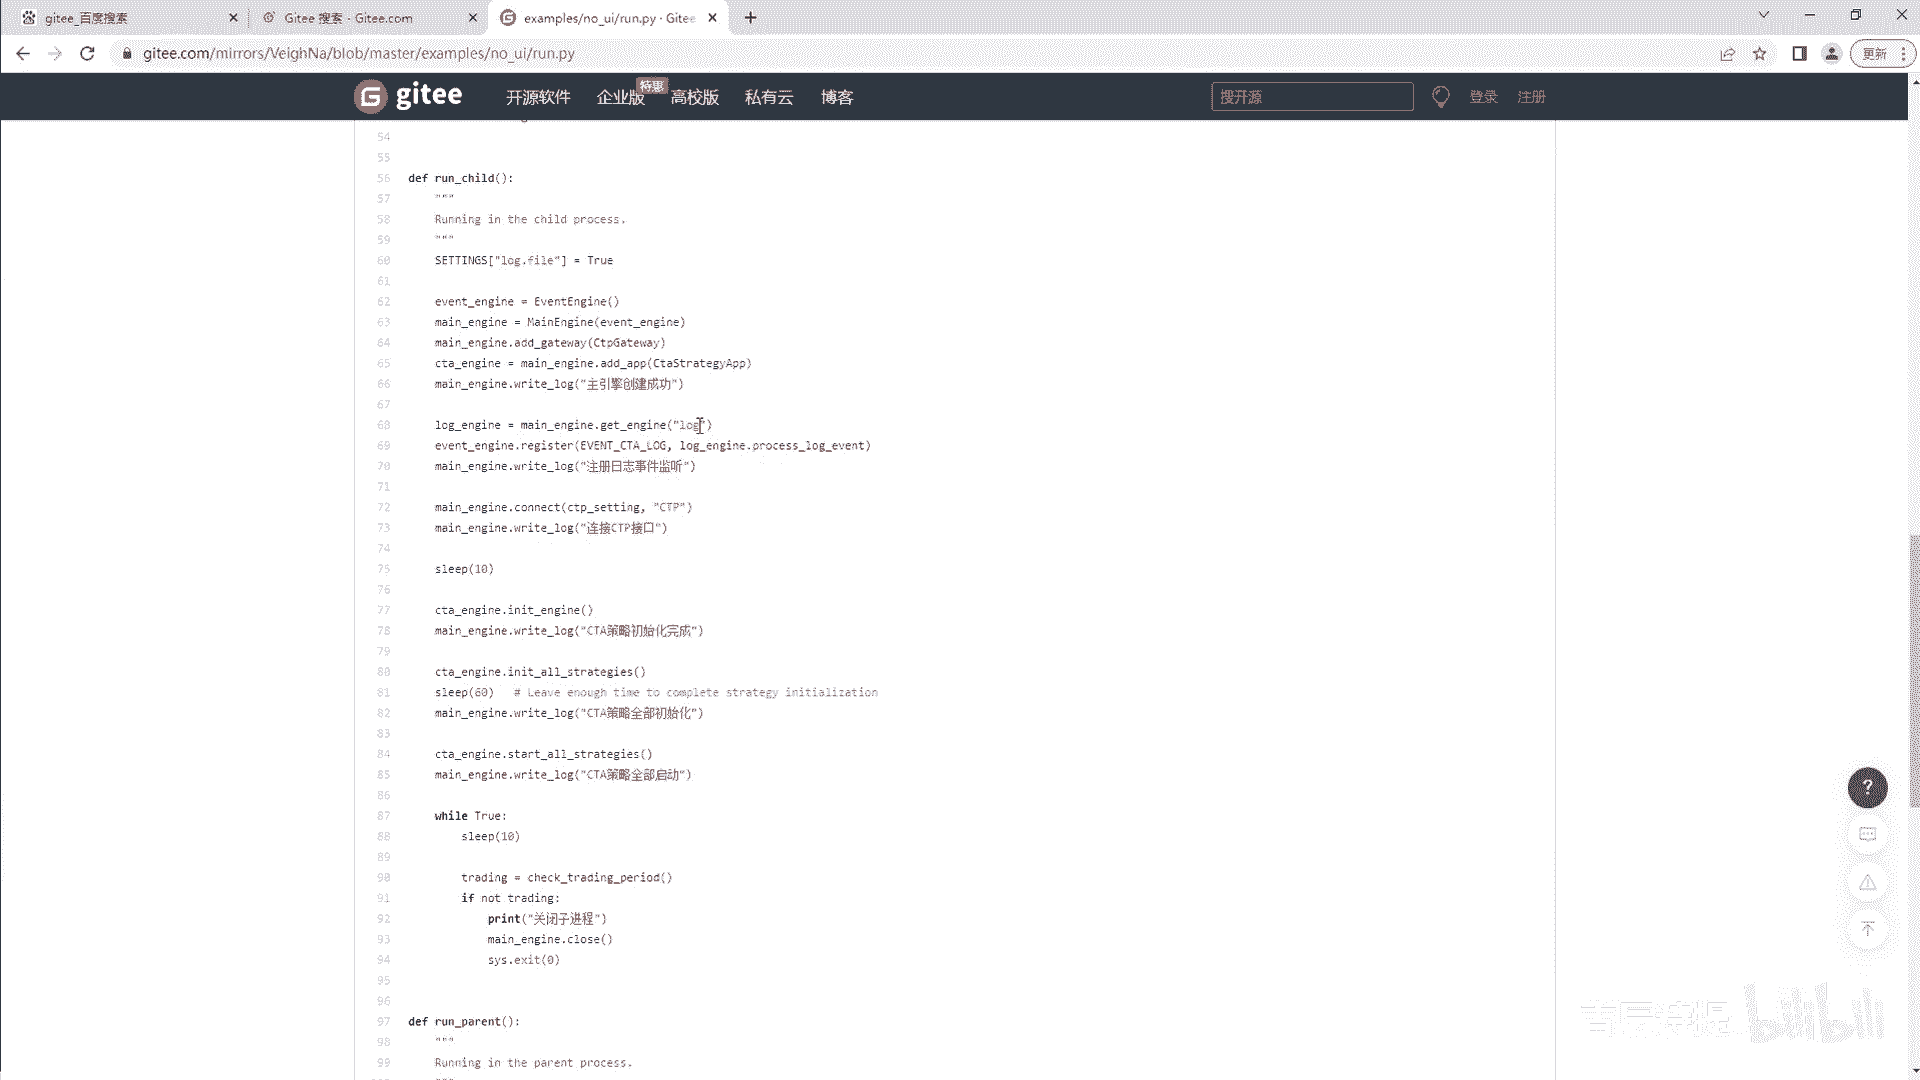 gitee_百度搜索
Gitee 搜索 - Gitee.com
examples/no_ui/run.py · Gitee
gitee.com/mirrors/VeighNa/blob/master/examples/no_ui/run.py
更新
gitee
开源软件
企业版
特惠
高校版
私有云
博客
搜开源
登录
注册
54
55
56 def run_child():
57 """
58 Running in the child process.
59 """
60 SETTINGS["log.file"] = True
61
62 event_engine = EventEngine()
63 main_engine = MainEngine(event_engine)
64 main_engine.add_gateway(CtpGateway)
65 cta_engine = main_engine.add_app(CtaStrategyApp)
66 main_engine.write_log("主引擎创建成功")
67
68 log_engine = main_engine.get_engine("log")
69 event_engine.register(EVENT_CTA_LOG, log_engine.process_log_event)
70 main_engine.write_log("注册日志事件监听")
71
72 main_engine.connect(ctp_setting, "CTP")
73 main_engine.write_log("连接CTP接口")
74
75 sleep(10)
76
77 cta_engine.init_engine()
78 main_engine.write_log("CTA策略初始化完成")
79
80 cta_engine.init_all_strategies()
81 sleep(60) # Leave enough time to complete strategy initialization
82 main_engine.write_log("CTA策略全部初始化")
83
84 cta_engine.start_all_strategies()
85 main_engine.write_log("CTA策略全部启动")
86
87 while True:
88 sleep(10)
89
90 trading = check_trading_period()
91 if not trading:
92 print("关闭子进程")
93 main_engine.close()
94 sys.exit(0)
95
96
97 def run_parent():
98 """
99 Running in the parent process.
"""
?
bilibili